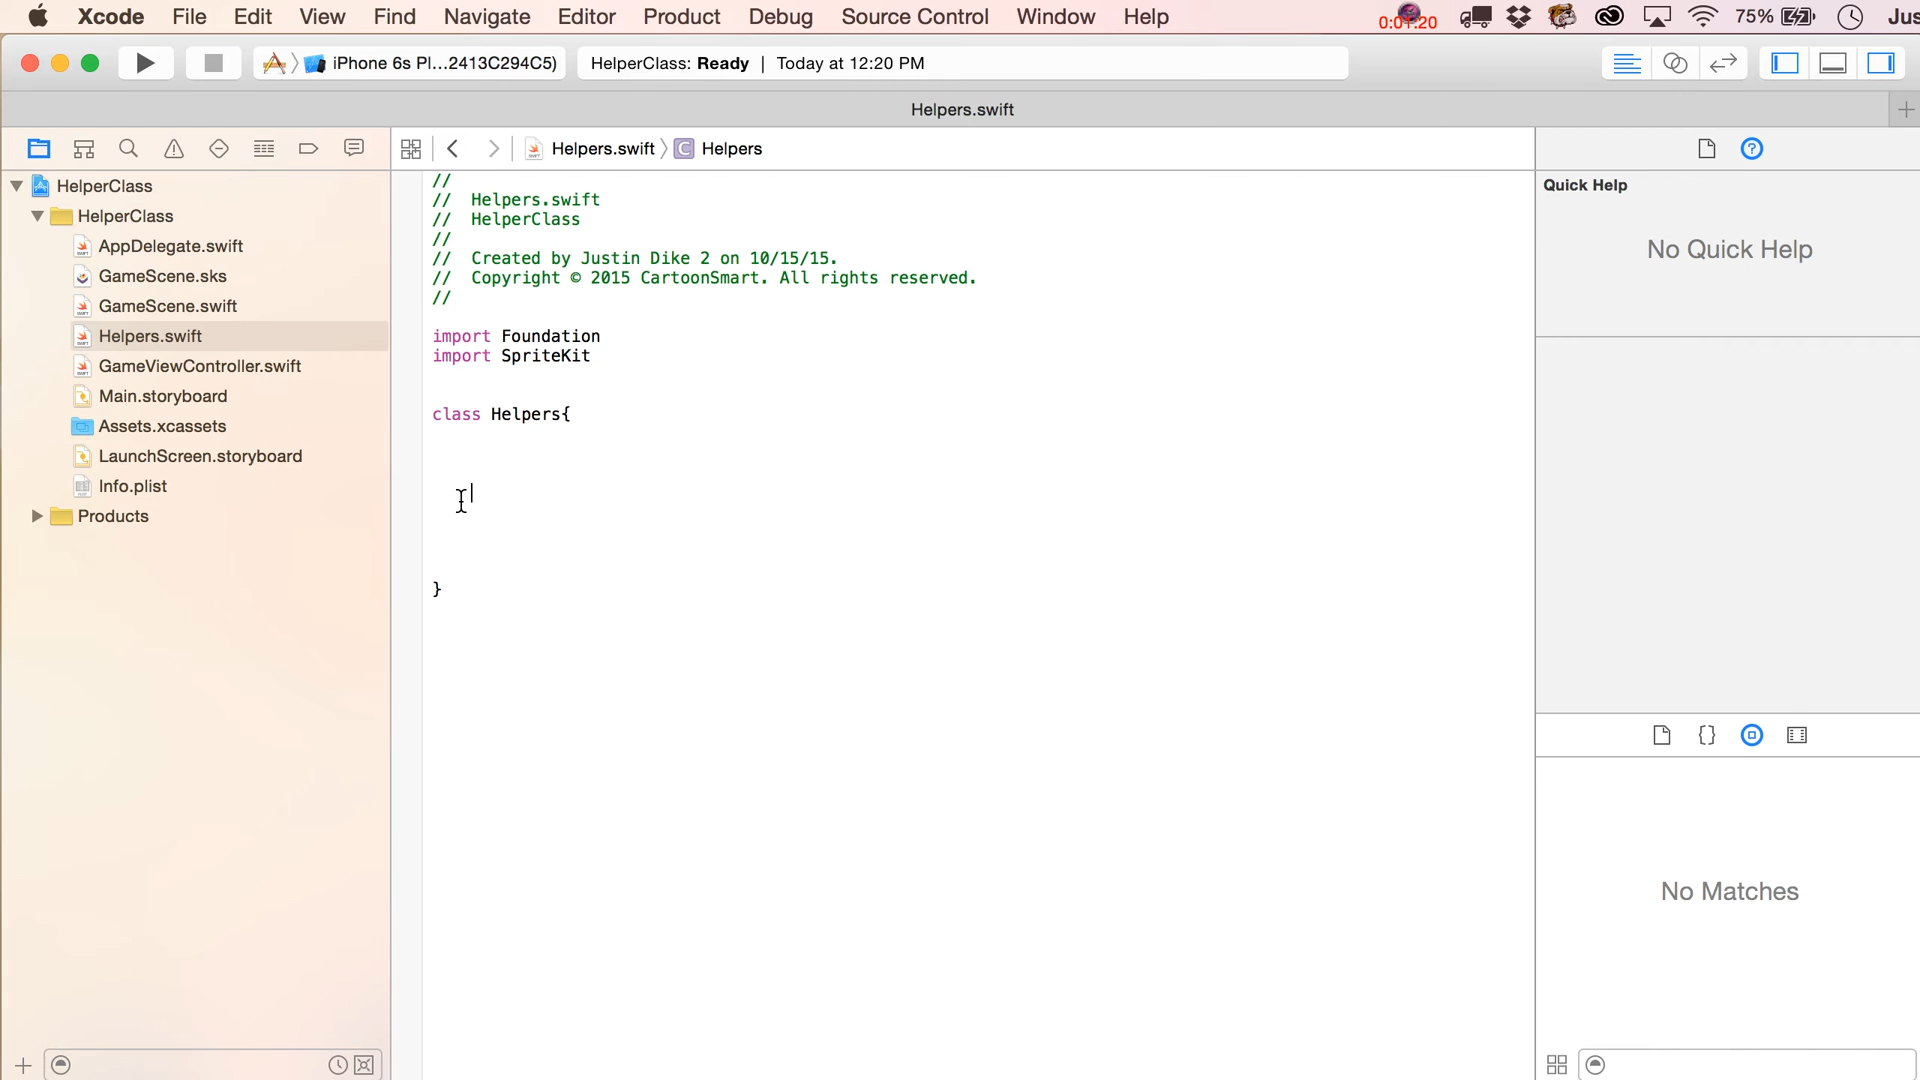 Xcode File Edit View Find Navigate Editor Product Debug Source Control Window Help 0:01:20 75% Jus
iPhone 6s Pl...2413C294C5) HelperClass: Ready | Today at 12:20 PM
Helpers.swift
Helpers.swift C Helpers
HelperClass
HelperClass
AppDelegate.swift
GameScene.sks
GameScene.swift
Helpers.swift
GameViewController.swift
Main.storyboard
Assets.xcassets
LaunchScreen.storyboard
Info.plist
Products
//
// Helpers.swift
// HelperClass
//
// Created by Justin Dike 2 on 10/15/15.
// Copyright © 2015 CartoonSmart. All rights reserved.
//
import Foundation
import SpriteKit
class Helpers{
}
Quick Help
No Quick Help
No Matches